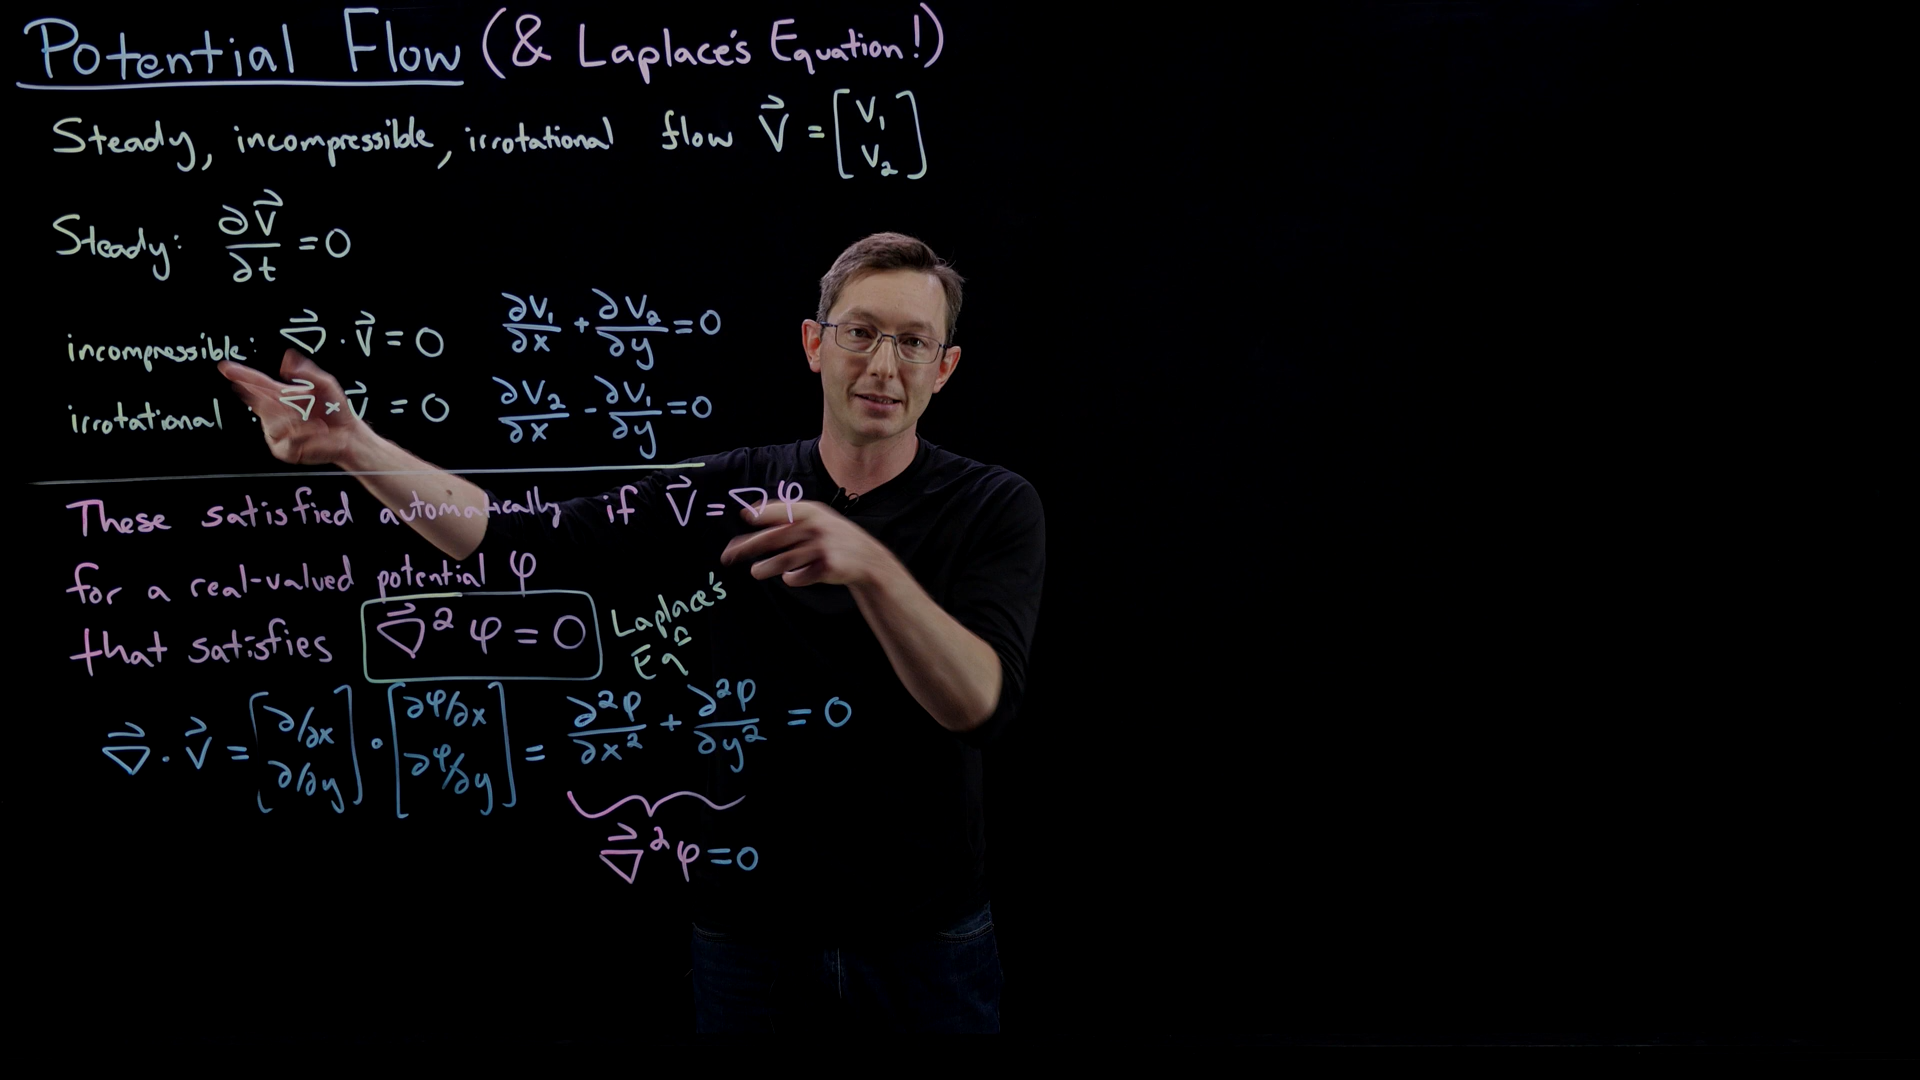 Potential Flow (& Laplace's Equation!)
Steady, incompressible, irrotational flow V⃗ = [V₁ V₂]
Steady: ∂V⃗/∂t = 0
incompressible: ∇⃗ · V⃗ = 0 ∂V₁/∂x + ∂V₂/∂y = 0
irrotational : ∇⃗ × V⃗ = 0 ∂V₂/∂x - ∂V₁/∂y = 0
These satisfied automatically if V⃗ = ∇φ
for a real-valued potential φ
that satisfies ∇⃗²φ = 0 Laplace's Eqⁿ
∇⃗ · V⃗ = [∂/∂x ∂/∂y] · [∂φ/∂x ∂φ/∂y] = ∂²φ/∂x² + ∂²φ/∂y² = 0
∇⃗²φ = 0